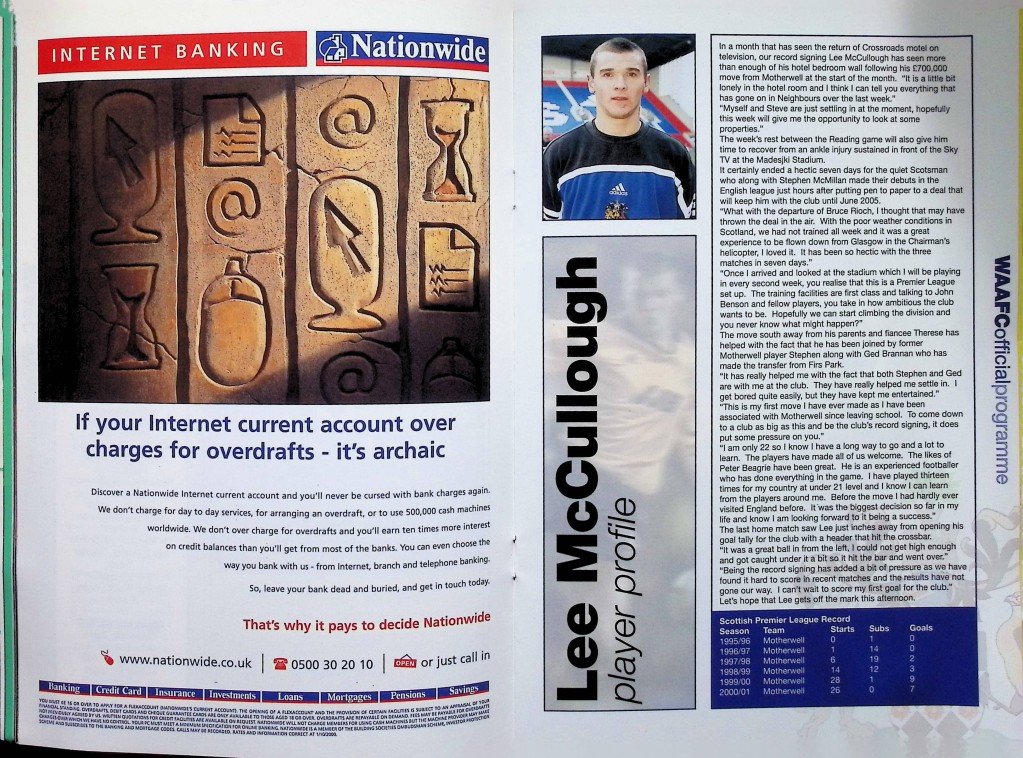 INTERNET BANKING
Nationwide
If your Internet current account over
charges for overdrafts - it's archaic
Discover a Nationwide Internet current account and you'll never be cursed with bank charges again.
We don't charge for day to day services, for arranging an overdraft, or to use 500,000 cash machines
worldwide. We don't over charge for overdrafts and you'll earn ten times more interest
on credit balances than you'll get from most of the banks. You can even choose the
way you bank with us - from Internet, branch and telephone banking.
So, leave your bank dead and buried, and get in touch today.
That's why it pays to decide Nationwide
www.nationwide.co.uk
0500 30 20 10
OPEN or just call in
Banking Credit Card Insurance Investments Loans Mortgages Pensions Savings
adidas
Lee McCullough
player profile
In a month that has seen the return of Crossroads motel on
television, our record signing Lee McCullough has seen more
than enough of his hotel bedroom wall following his £700,000
move from Motherwell at the start of the month. "It is a little bit
lonely in the hotel room and I think I can tell you everything that
has gone on in Neighbours over the last week."
"Myself and Steve are just settling in at the moment, hopefully
this week will give me the opportunity to look at some
properties."
The week's rest between the Reading game will also give him
time to recover from an ankle injury sustained in front of the Sky
TV at the Madesjki Stadium.
It certainly ended a hectic seven days for the quiet Scotsman
who along with Stephen McMillan made their debuts in the
English league just hours after putting pen to paper to a deal that
will keep him with the club until June 2005.
"What with the departure of Bruce Rioch, I thought that may have
thrown the deal in the air. With the poor weather conditions in
Scotland, we had not trained all week and it was a great
experience to be flown down from Glasgow in the Chairman's
helicopter, I loved it. It has been so hectic with the three
matches in seven days."
"Once I arrived and looked at the stadium which I will be playing
in every second week, you realise that this is a Premier League
set up. The training facilities are first class and talking to John
Benson and fellow players, you take in how ambitious the club
wants to be. Hopefully we can start climbing the division and
you never know what might happen?"
The move south away from his parents and fiancee Therese has
helped with the fact that he has been joined by former
Motherwell player Stephen along with Ged Brannan who has
made the transfer from Firs Park.
"It has really helped me with the fact that both Stephen and Ged
are with me at the club. They have really helped me settle in. I
get bored quite easily, but they have kept me entertained."
"This is my first move I have ever made as I have been
associated with Motherwell since leaving school. To come down
to a club as big as this and be the club's record signing, it does
put some pressure on you."
"I am only 22 so I know I have a long way to go and a lot to
learn. The players have made all of us welcome. The likes of
Peter Beagrie have been great. He is an experienced footballer
who has done everything in the game. I have played thirteen
times for my country at under 21 level and I know I can learn
from the players around me. Before the move I had hardly ever
visited England before. It was the biggest decision so far in my
life and know I am looking forward to it being a success."
The last home match saw Lee just inches away from opening his
goal tally for the club with a header that hit the crossbar.
"It was a great ball in from the left, I could not get high enough
and got caught under it a bit so it hit the bar and went over."
"Being the record signing has added a bit of pressure as we have
found it hard to score in recent matches and the results have not
gone our way. I can't wait to score my first goal for the club."
Let's hope that Lee gets off the mark this afternoon.
Scottish Premier League Record
Season Team Starts Subs Goals
1995/96 Motherwell 0 1 0
1996/97 Motherwell 1 14 0
1997/98 Motherwell 6 19 2
1998/99 Motherwell 14 12 3
1999/00 Motherwell 28 1 9
2000/01 Motherwell 26 0 7
WAAFCofficialprogramme